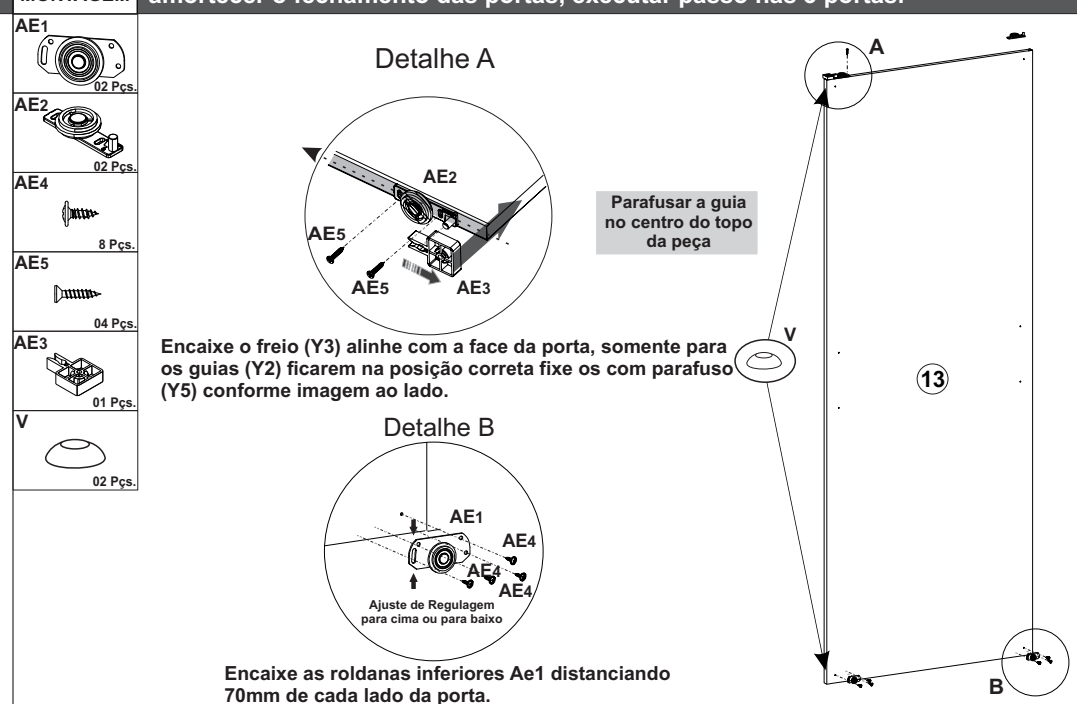 amortecer o fechamento das portas, executar passo nas 3 portas.
AE1
02 Pçs.
AE2
02 Pçs.
AE4
8 Pçs.
AE5
04 Pçs.
AE3
01 Pçs.
V
02 Pçs.
Detalhe A
AE2
AE5
AE5
AE3
Encaixe o freio (Y3) alinhe com a face da porta, somente para
os guias (Y2) ficarem na posição correta fixe os com parafuso
(Y5) conforme imagem ao lado.
Detalhe B
AE1
AE4
AE4
AE4
Ajuste de Regulagem
para cima ou para baixo
Encaixe as roldanas inferiores Ae1 distanciando
70mm de cada lado da porta.
Parafusar a guia
no centro do topo
da peça
A
V
13
B